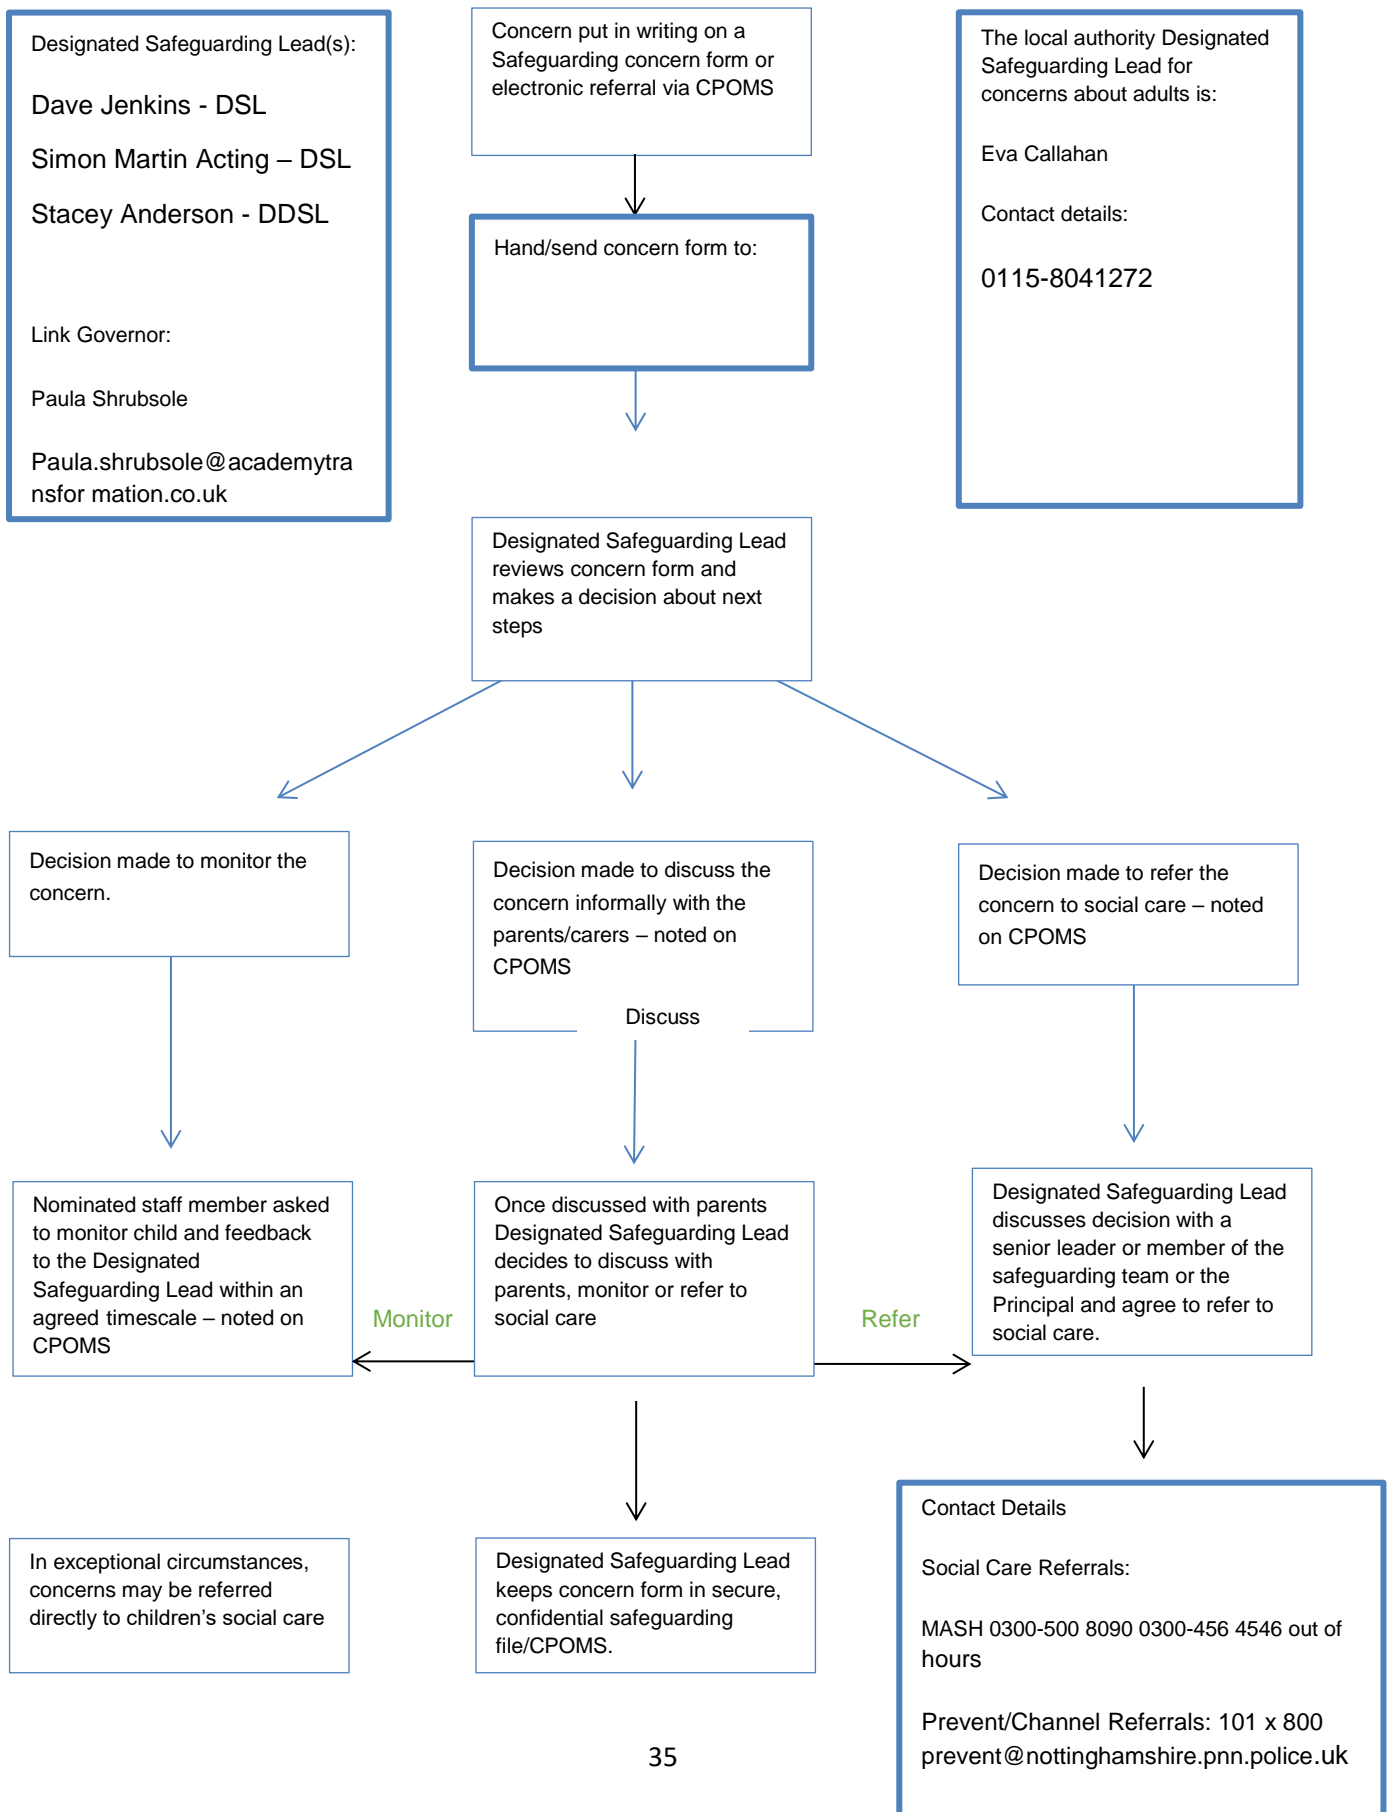 Designated Safeguarding Lead(s):
Dave Jenkins - DSL
Simon Martin Acting – DSL
Stacey Anderson - DDSL
Link Governor:
Paula Shrubsole
Paula.shrubsole@academytra
nsfor mation.co.uk
Concern put in writing on a
Safeguarding concern form or
electronic referral via CPOMS
Hand/send concern form to:
The local authority Designated
Safeguarding Lead for
concerns about adults is:
Eva Callahan
Contact details:
0115-8041272
Designated Safeguarding Lead
reviews concern form and
makes a decision about next
steps
Decision made to monitor the
concern.
Decision made to discuss the
concern informally with the
parents/carers – noted on
CPOMS
Discuss
Decision made to refer the
concern to social care – noted
on CPOMS
Nominated staff member asked
to monitor child and feedback
to the Designated
Safeguarding Lead within an
agreed timescale – noted on
CPOMS
Monitor
Once discussed with parents
Designated Safeguarding Lead
decides to discuss with
parents, monitor or refer to
social care
Refer
Designated Safeguarding Lead
discusses decision with a
senior leader or member of the
safeguarding team or the
Principal and agree to refer to
social care.
In exceptional circumstances,
concerns may be referred
directly to children’s social care
Designated Safeguarding Lead
keeps concern form in secure,
confidential safeguarding
file/CPOMS.
Contact Details
Social Care Referrals:
MASH 0300-500 8090 0300-456 4546 out of
hours
Prevent/Channel Referrals: 101 x 800
prevent@nottinghamshire.pnn.police.uk
35